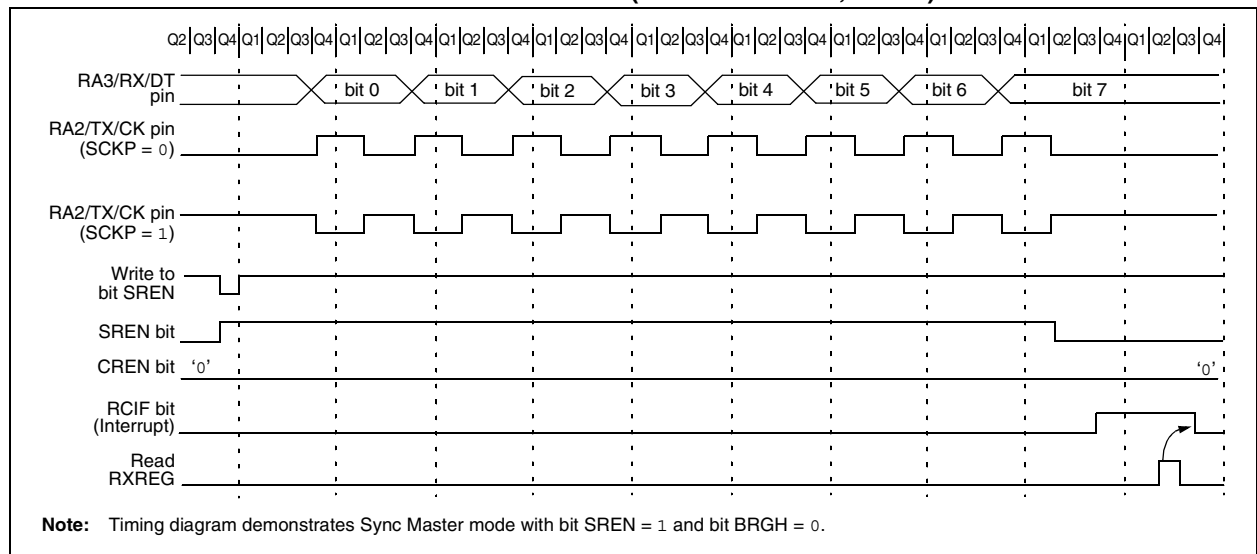 Q2 Q3 Q4 Q1 Q2 Q3 Q4 Q1 Q2 Q3 Q4 Q1 Q2 Q3 Q4 Q1 Q2 Q3 Q4 Q1 Q2 Q3 Q4 Q1 Q2 Q3 Q4 Q1 Q2 Q3 Q4 Q1 Q2 Q3 Q4 Q1 Q2 Q3 Q4 Q1 Q2 Q3 Q4
RA3/RX/DT
pin
bit 0 bit 1 bit 2 bit 3 bit 4 bit 5 bit 6 bit 7
RA2/TX/CK pin
(SCKP = 0)
RA2/TX/CK pin
(SCKP = 1)
Write to
bit SREN
SREN bit
CREN bit '0' '0'
RCIF bit
(Interrupt)
Read
RXREG
Note: Timing diagram demonstrates Sync Master mode with bit SREN = 1 and bit BRGH = 0.